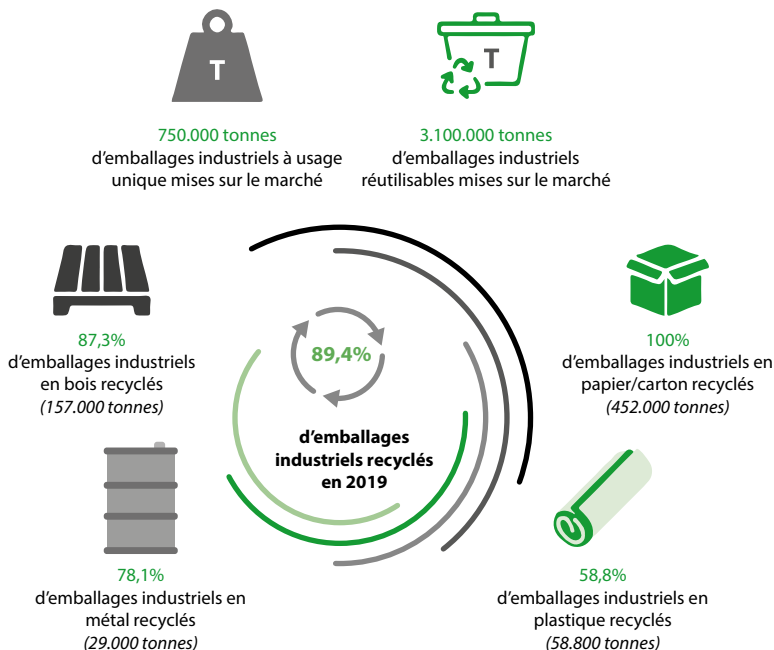 T
T
750.000 tonnes
d'emballages industriels à usage
unique mises sur le marché
3.100.000 tonnes
d'emballages industriels
réutilisables mises sur le marché
87,3%
d'emballages industriels
en bois recyclés
(157.000 tonnes)
89,4%
d'emballages
industriels recyclés
en 2019
100%
d'emballages industriels en
papier/carton recyclés
(452.000 tonnes)
78,1%
d'emballages industriels en
métal recyclés
(29.000 tonnes)
58,8%
d'emballages industriels en
plastique recyclés
(58.800 tonnes)